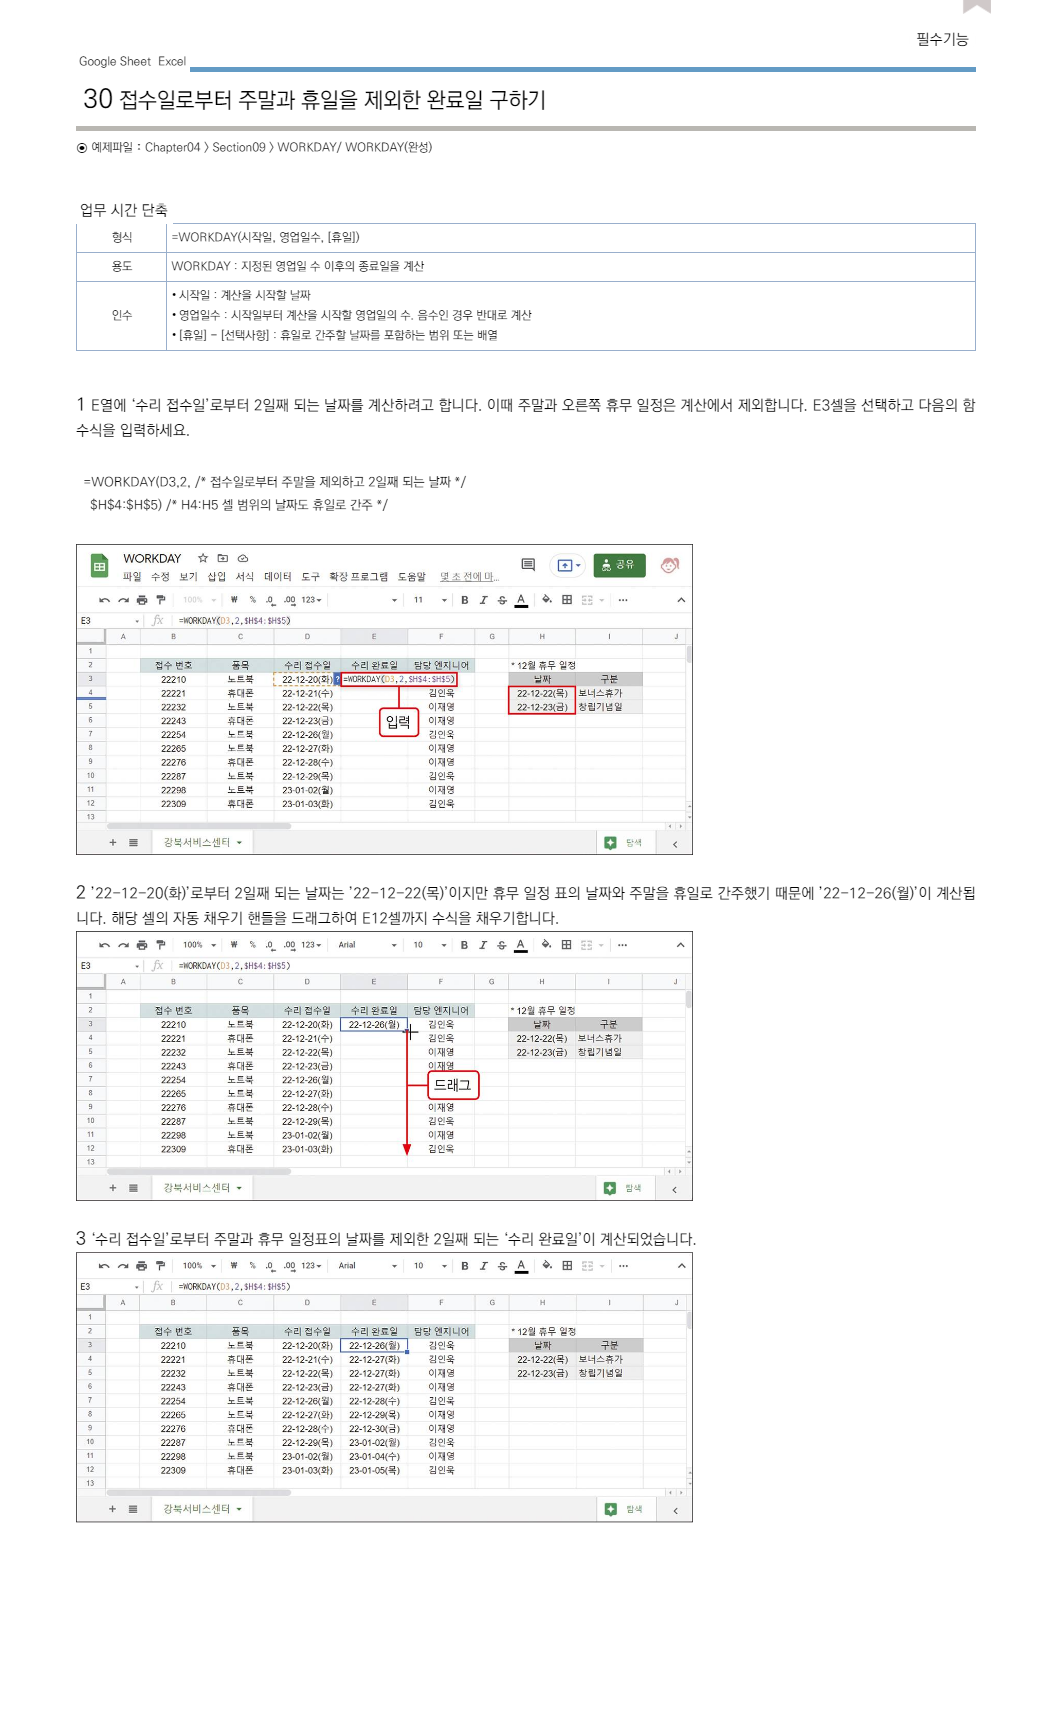 필수기능
Google Sheet Excel
30 접수일로부터 주말과 휴일을 제외한 완료일 구하기
예제파일 : Chapter04 > Section09 > WORKDAY/ WORKDAY(완성)
업무 시간 단축
형식 =WORKDAY(시작일, 영업일수, [휴일])
용도 WORKDAY : 지정된 영업일 수 이후의 종료일을 계산
• 시작일 : 계산을 시작할 날짜
인수 • 영업일수 : 시작일부터 계산을 시작할 영업일의 수. 음수인 경우 반대로 계산
• [휴일] - [선택사항] : 휴일로 간주할 날짜를 포함하는 범위 또는 배열
1 E열에 ‘수리 접수일’로부터 2일째 되는 날짜를 계산하려고 합니다. 이때 주말과 오른쪽 휴무 일정은 계산에서 제외합니다. E3셀을 선택하고 다음의 함
수식을 입력하세요.
=WORKDAY(D3,2, /* 접수일로부터 주말을 제외하고 2일째 되는 날짜 */
$H$4:$H$5) /* H4:H5 셀 범위의 날짜도 휴일로 간주 */
WORKDAY
공유
파일 수정 보기 삽입 서식 데이터 도구 확장 프로그램 도움말 몇 초 전에 마...
100% ₩ % .0 .00 123 11 B I S A
E3 fx =WORKDAY(D3,2,$H$4:$H$5)
A B C D E F G H I J
1
2 접수 번호 품목 수리 접수일 수리 완료일 담당 엔지니어 * 12월 휴무 일정
3 22210 노트북 22-12-20(화) ? =WORKDAY(D3,2,$H$4:$H$5) 날짜 구분
4 22221 휴대폰 22-12-21(수) 김인욱 22-12-22(목) 보너스휴가
5 22232 노트북 22-12-22(목) 이재영 22-12-23(금) 창립기념일
6 22243 휴대폰 22-12-23(금) 이재영
입력
7 22254 노트북 22-12-26(월) 김인욱
8 22265 노트북 22-12-27(화) 이재영
9 22276 휴대폰 22-12-28(수) 이재영
10 22287 노트북 22-12-29(목) 김인욱
11 22298 노트북 23-01-02(월) 이재영
12 22309 휴대폰 23-01-03(화) 김인욱
13
+ 강북서비스센터 탐색
2 ’22-12-20(화)’로부터 2일째 되는 날짜는 ’22-12-22(목)’이지만 휴무 일정 표의 날짜와 주말을 휴일로 간주했기 때문에 ’22-12-26(월)’이 계산됩
니다. 해당 셀의 자동 채우기 핸들을 드래그하여 E12셀까지 수식을 채우기합니다.
100% ₩ % .0 .00 123 Arial 10 B I S A
E3 fx =WORKDAY(D3,2,$H$4:$H$5)
A B C D E F G H I J
1
2 접수 번호 품목 수리 접수일 수리 완료일 담당 엔지니어 * 12월 휴무 일정
3 22210 노트북 22-12-20(화) 22-12-26(월) 김인욱 날짜 구분
4 22221 휴대폰 22-12-21(수) 김인욱 22-12-22(목) 보너스휴가
5 22232 노트북 22-12-22(목) 이재영 22-12-23(금) 창립기념일
6 22243 휴대폰 22-12-23(금) 이재영
7 22254 노트북 22-12-26(월)
드래그
8 22265 노트북 22-12-27(화)
9 22276 휴대폰 22-12-28(수) 이재영
10 22287 노트북 22-12-29(목) 김인욱
11 22298 노트북 23-01-02(월) 이재영
12 22309 휴대폰 23-01-03(화) 김인욱
13
+ 강북서비스센터 탐색
3 ‘수리 접수일’로부터 주말과 휴무 일정표의 날짜를 제외한 2일째 되는 ‘수리 완료일’이 계산되었습니다.
100% ₩ % .0 .00 123 Arial 10 B I S A
E3 fx =WORKDAY(D3,2,$H$4:$H$5)
A B C D E F G H I J
1
2 접수 번호 품목 수리 접수일 수리 완료일 담당 엔지니어 * 12월 휴무 일정
3 22210 노트북 22-12-20(화) 22-12-26(월) 김인욱 날짜 구분
4 22221 휴대폰 22-12-21(수) 22-12-27(화) 김인욱 22-12-22(목) 보너스휴가
5 22232 노트북 22-12-22(목) 22-12-27(화) 이재영 22-12-23(금) 창립기념일
6 22243 휴대폰 22-12-23(금) 22-12-27(화) 이재영
7 22254 노트북 22-12-26(월) 22-12-28(수) 김인욱
8 22265 노트북 22-12-27(화) 22-12-29(목) 이재영
9 22276 휴대폰 22-12-28(수) 22-12-30(금) 이재영
10 22287 노트북 22-12-29(목) 23-01-02(월) 김인욱
11 22298 노트북 23-01-02(월) 23-01-04(수) 이재영
12 22309 휴대폰 23-01-03(화) 23-01-05(목) 김인욱
13
+ 강북서비스센터 탐색